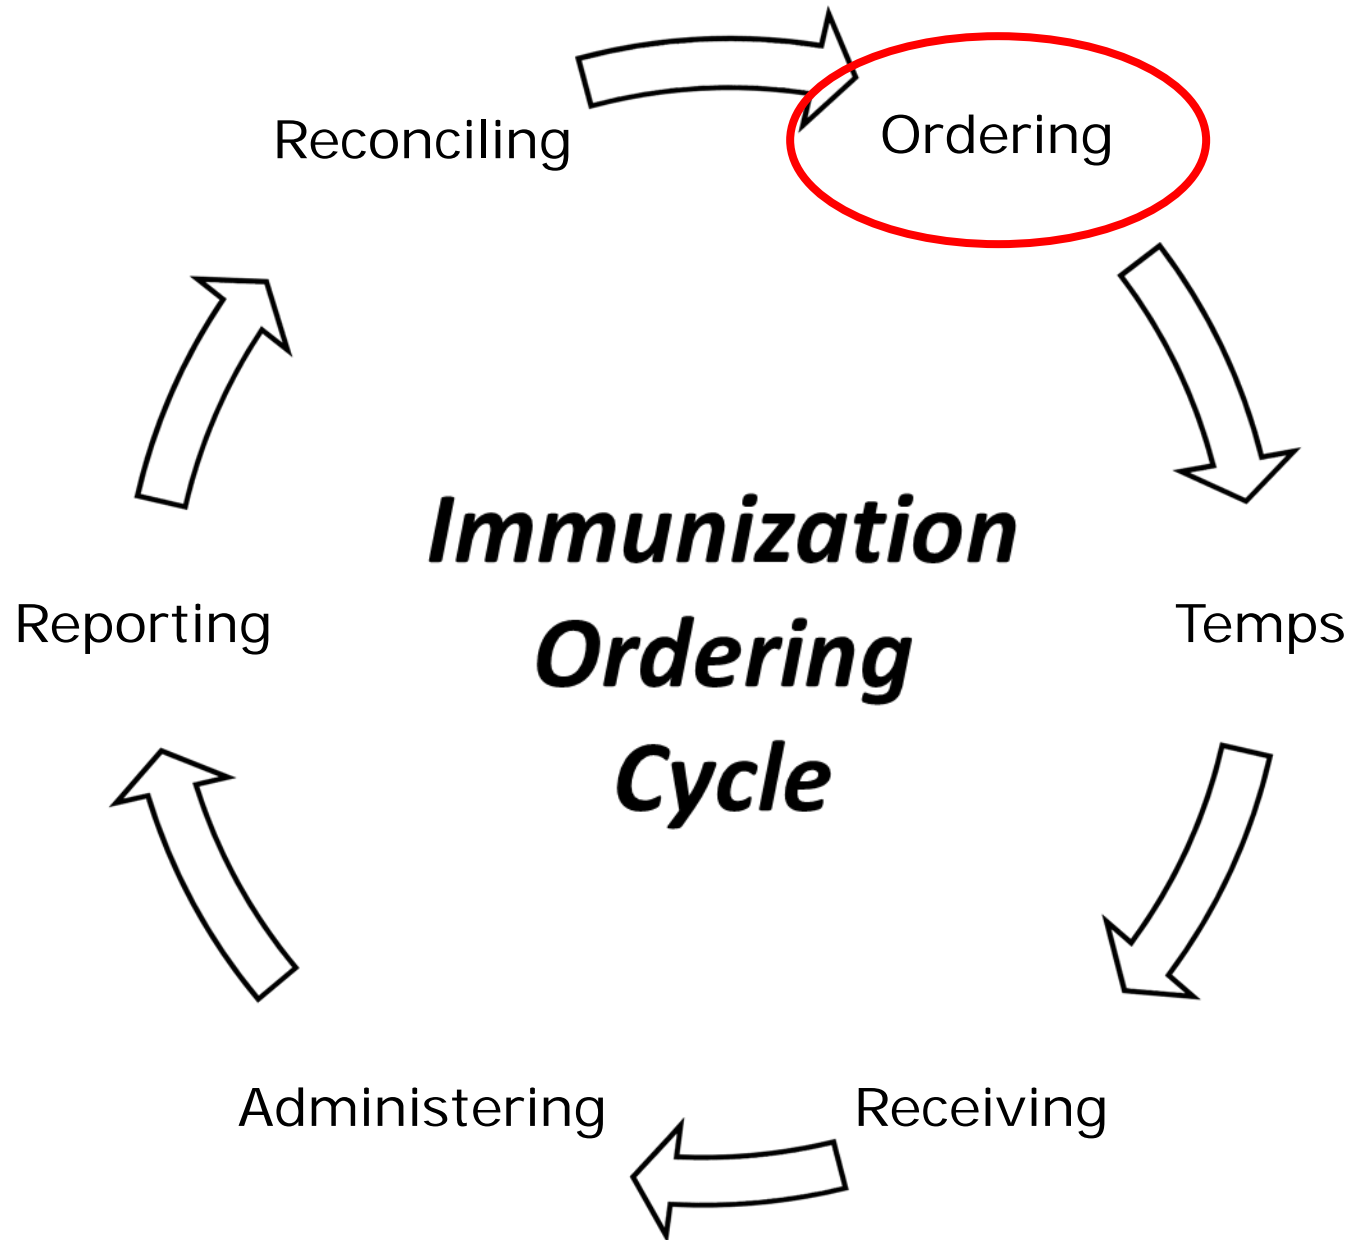 Reconciling
Ordering
Immunization
Ordering
Cycle
Reporting
Temps
Administering
Receiving